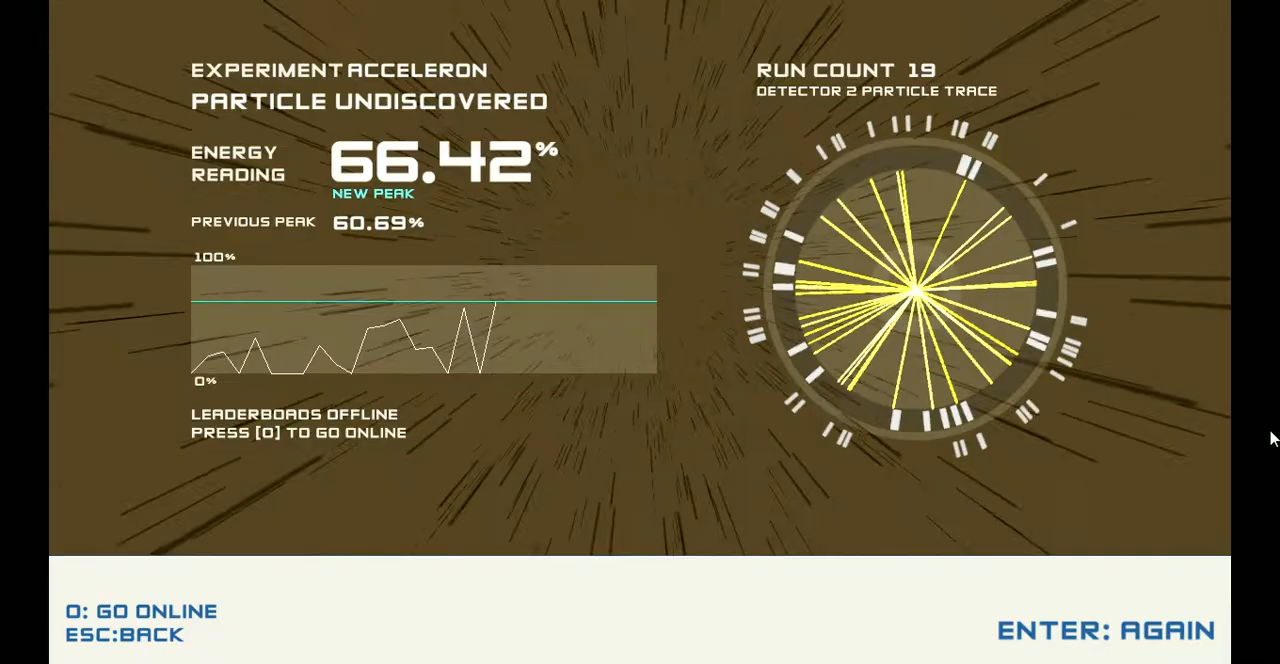 EXPERIMENT ACCELERON
PARTICLE UNDISCOVERED
ENERGY
READING
66.42%
NEW PEAK
PREVIOUS PEAK 60.69%
100%
0%
LEADERBOADS OFFLINE
PRESS [O] TO GO ONLINE
RUN COUNT 19
DETECTOR 2 PARTICLE TRACE
O: GO ONLINE
ESC:BACK
ENTER: AGAIN